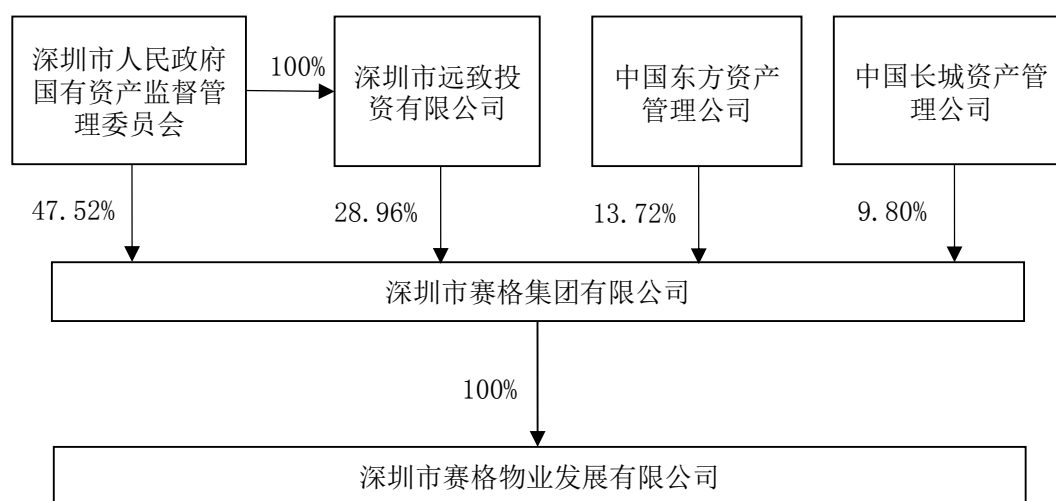 深圳市人民政府
国有资产监督管
理委员会
100%
深圳市远致投
资有限公司
中国东方资产
管理公司
中国长城资产管
理公司
47.52%
28.96%
13.72%
9.80%
深圳市赛格集团有限公司
100%
深圳市赛格物业发展有限公司